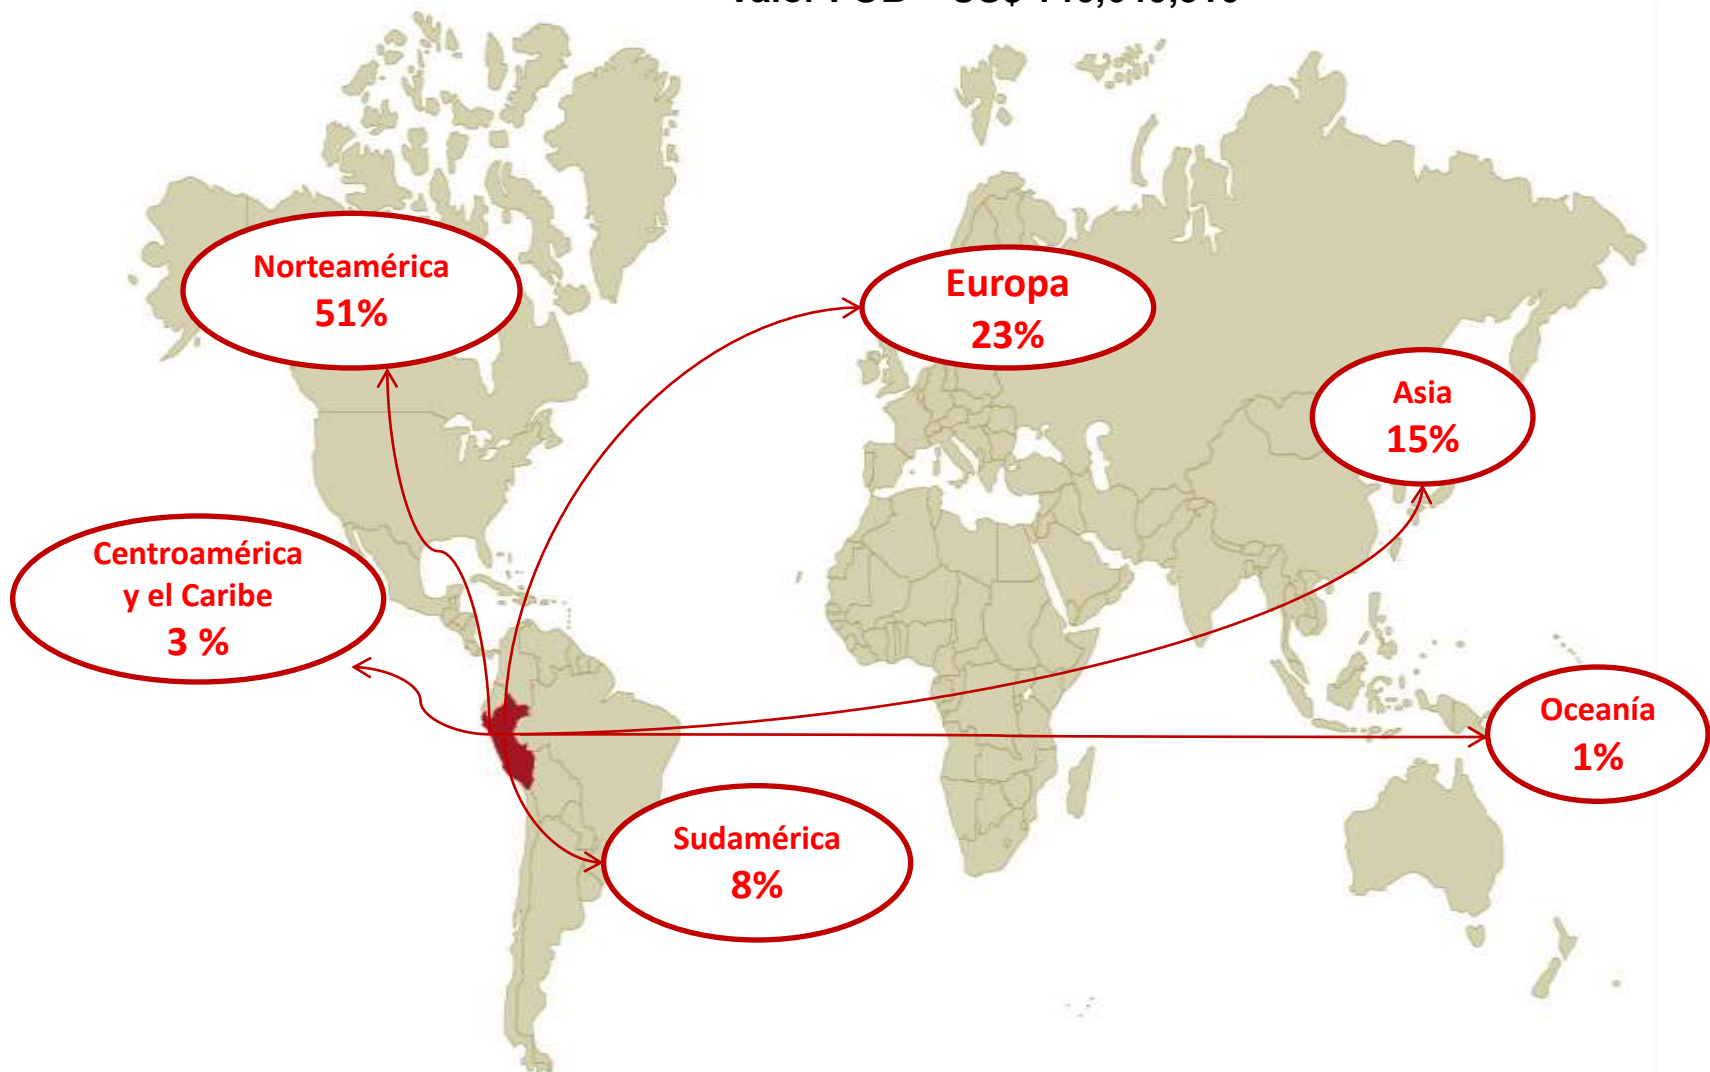 Norteamérica
51%
Europa
23%
Asia
15%
Centroamérica
y el Caribe
3 %
Oceanía
1%
Sudamérica
8%